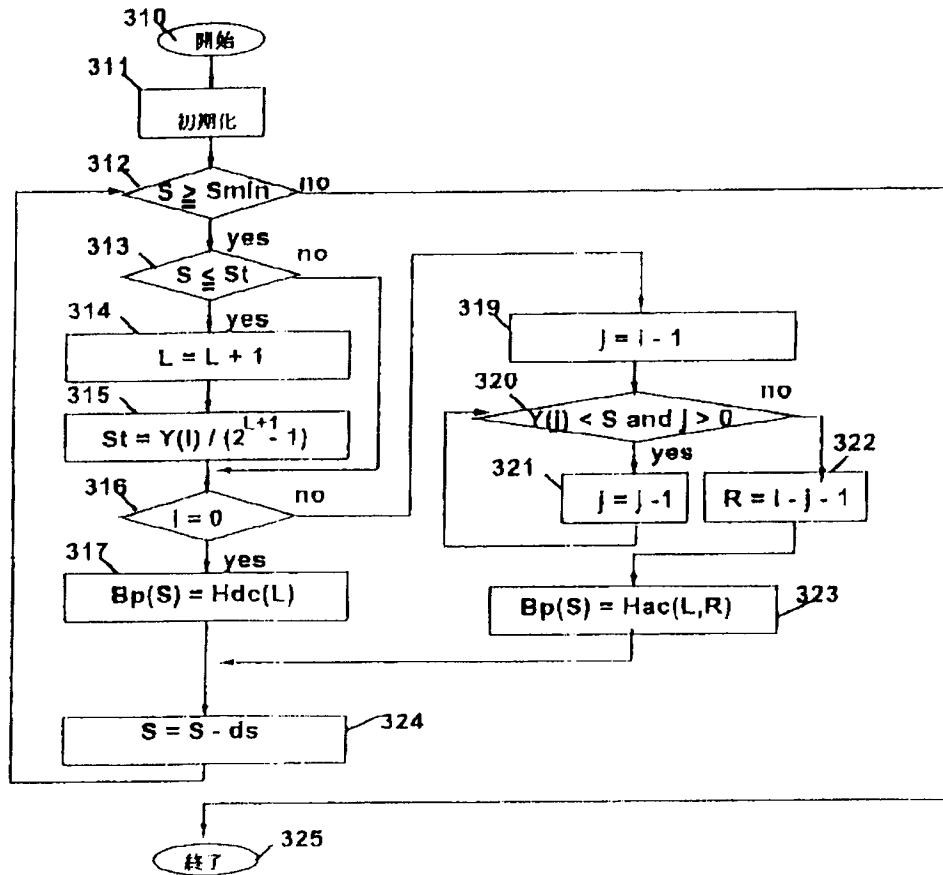 310
開始
311
初期化
312
S ≧ Smin
no
yes
313
S ≦ St
no
yes
314
L = L + 1
315
St = Y(i) / (2^{L+1} - 1)
316
i = 0
no
yes
317
Bp(S) = Hdc(L)
319
j = i - 1
320
Y(j) < S and j > 0
no
yes
321
j = j -1
322
R = i - j - 1
Bp(S) = Hac(L,R)
323
S = S - ds
324
終了
325